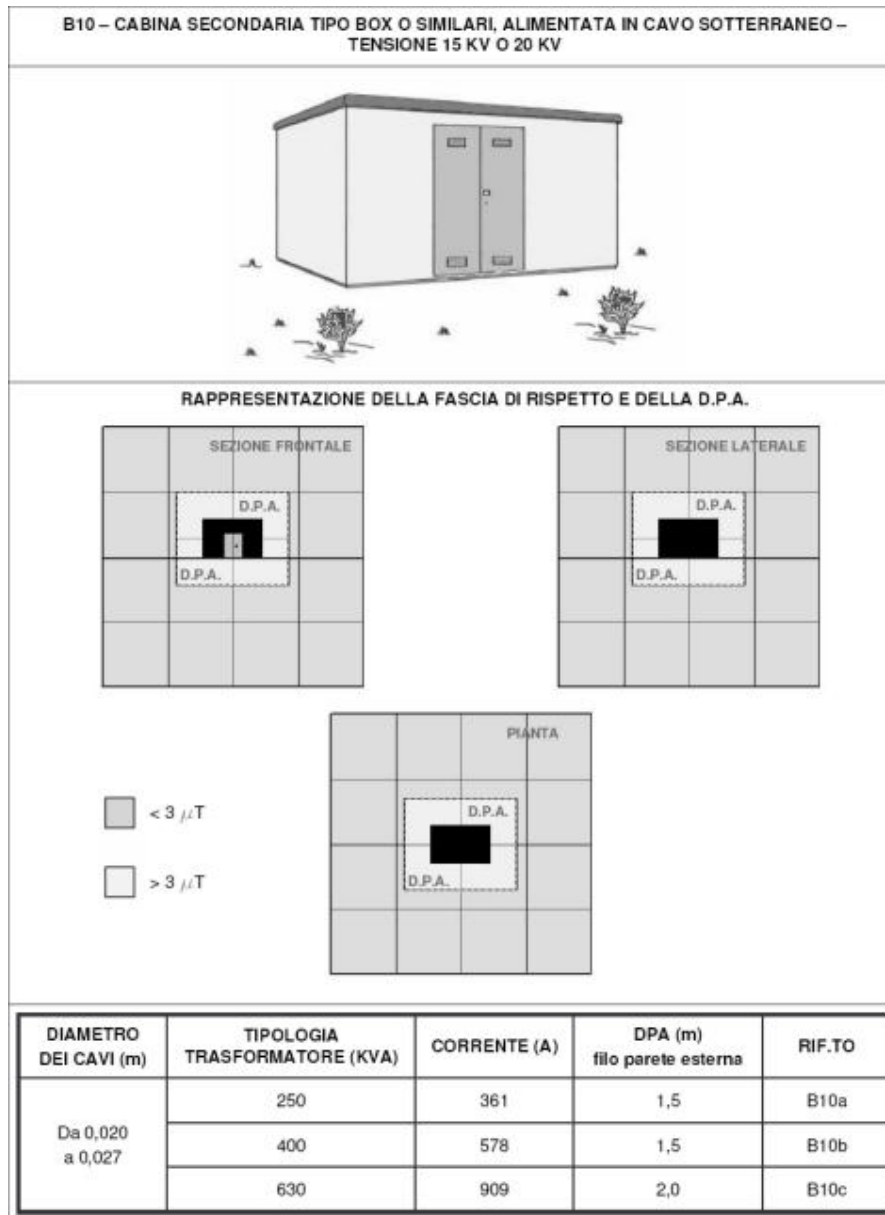 B10 – CABINA SECONDARIA TIPO BOX O SIMILARI, ALIMENTATA IN CAVO SOTTERRANEO –
TENSIONE 15 KV O 20 KV
RAPPRESENTAZIONE DELLA FASCIA DI RISPETTO E DELLA D.P.A.
SEZIONE FRONTALE
D.P.A.
D.P.A.
SEZIONE LATERALE
D.P.A.
D.P.A.
PIANTA
D.P.A.
D.P.A.
< 3 µT
> 3 µT
DIAMETRO
DEI CAVI (m)
TIPOLOGIA
TRASFORMATORE (KVA)
CORRENTE (A)
DPA (m)
filo parete esterna
RIF.TO
Da 0,020
a 0,027
250 361 1,5 B10a
400 578 1,5 B10b
630 909 2,0 B10c